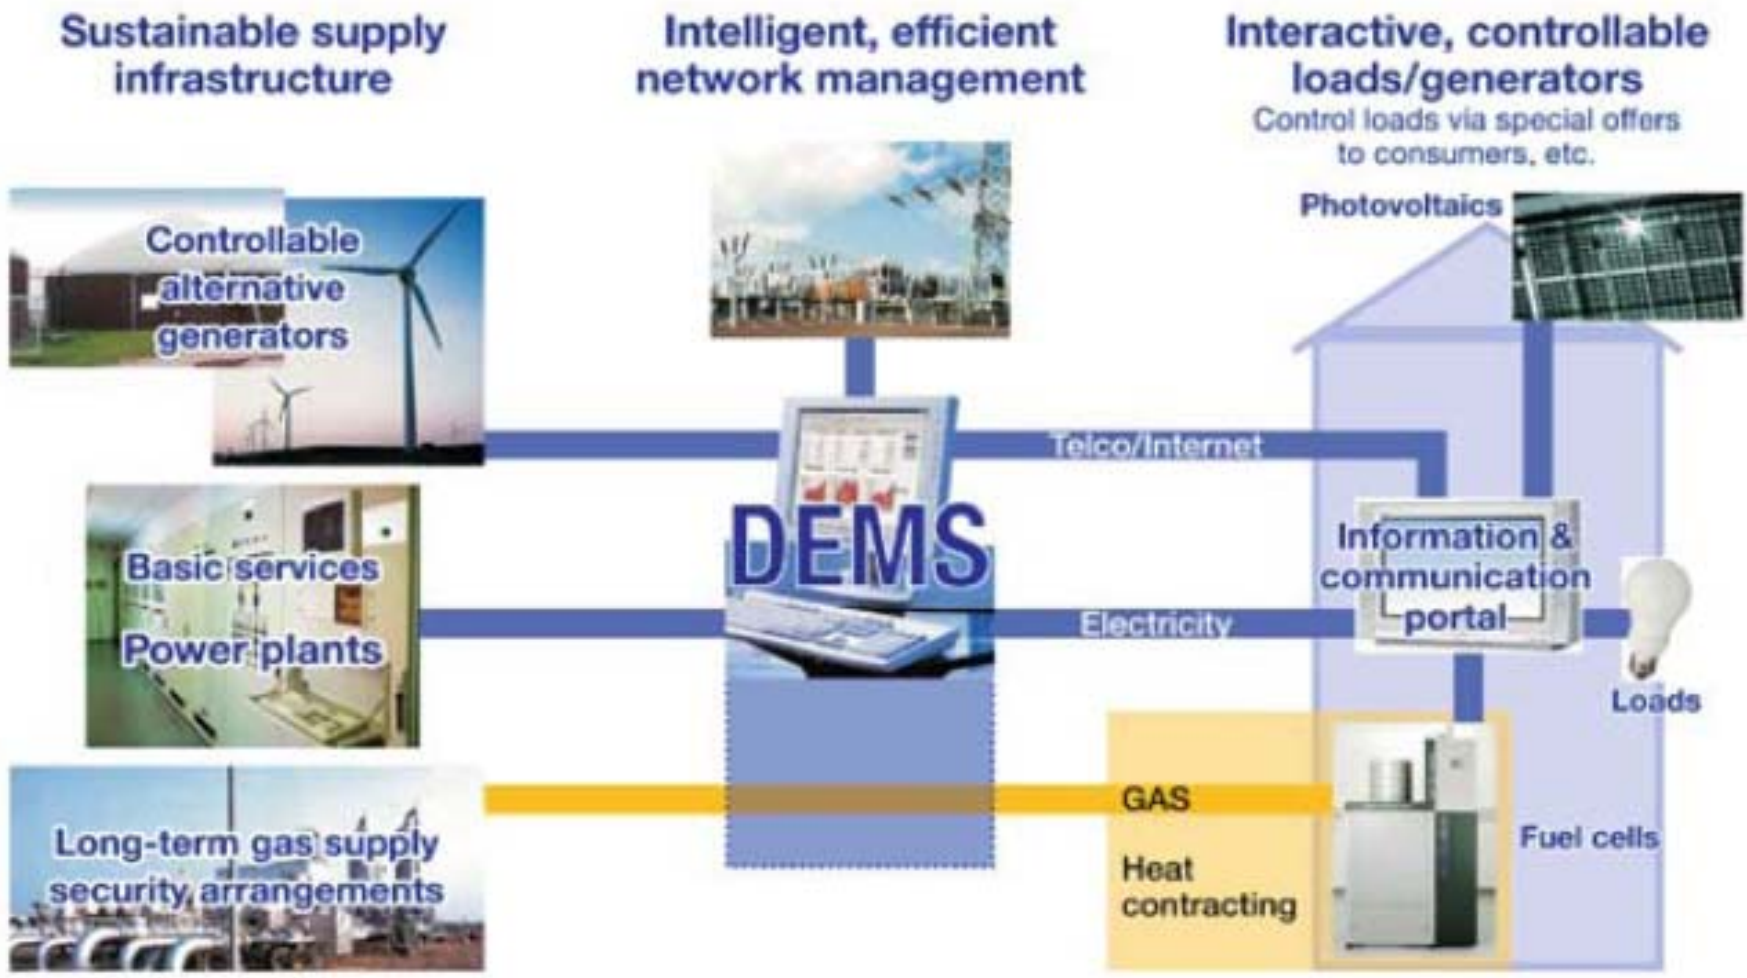 Sustainable supply
infrastructure
Intelligent, efficient
network management
Interactive, controllable
loads/generators
Control loads via special offers
to consumers, etc.
Photovoltaics
Controllable
alternative
generators
Telco/Internet
DEMS
Information &
communication
portal
Basic services
Power plants
Electricity
Loads
GAS
Long-term gas supply
security arrangements
Heat
contracting
Fuel cells